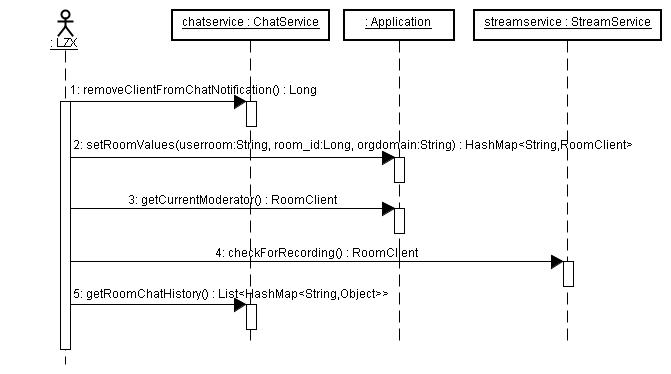 chatservice : ChatService
: Application
streamservice : StreamService
: LZX
1: removeClientFromChatNotification() : Long
2: setRoomValues(userroom:String, room_id:Long, orgdomain:String) : HashMap<String,RoomClient>
3: getCurrentModerator() : RoomClient
4: checkForRecording() : RoomClient
5: getRoomChatHistory() : List<HashMap<String,Object>>